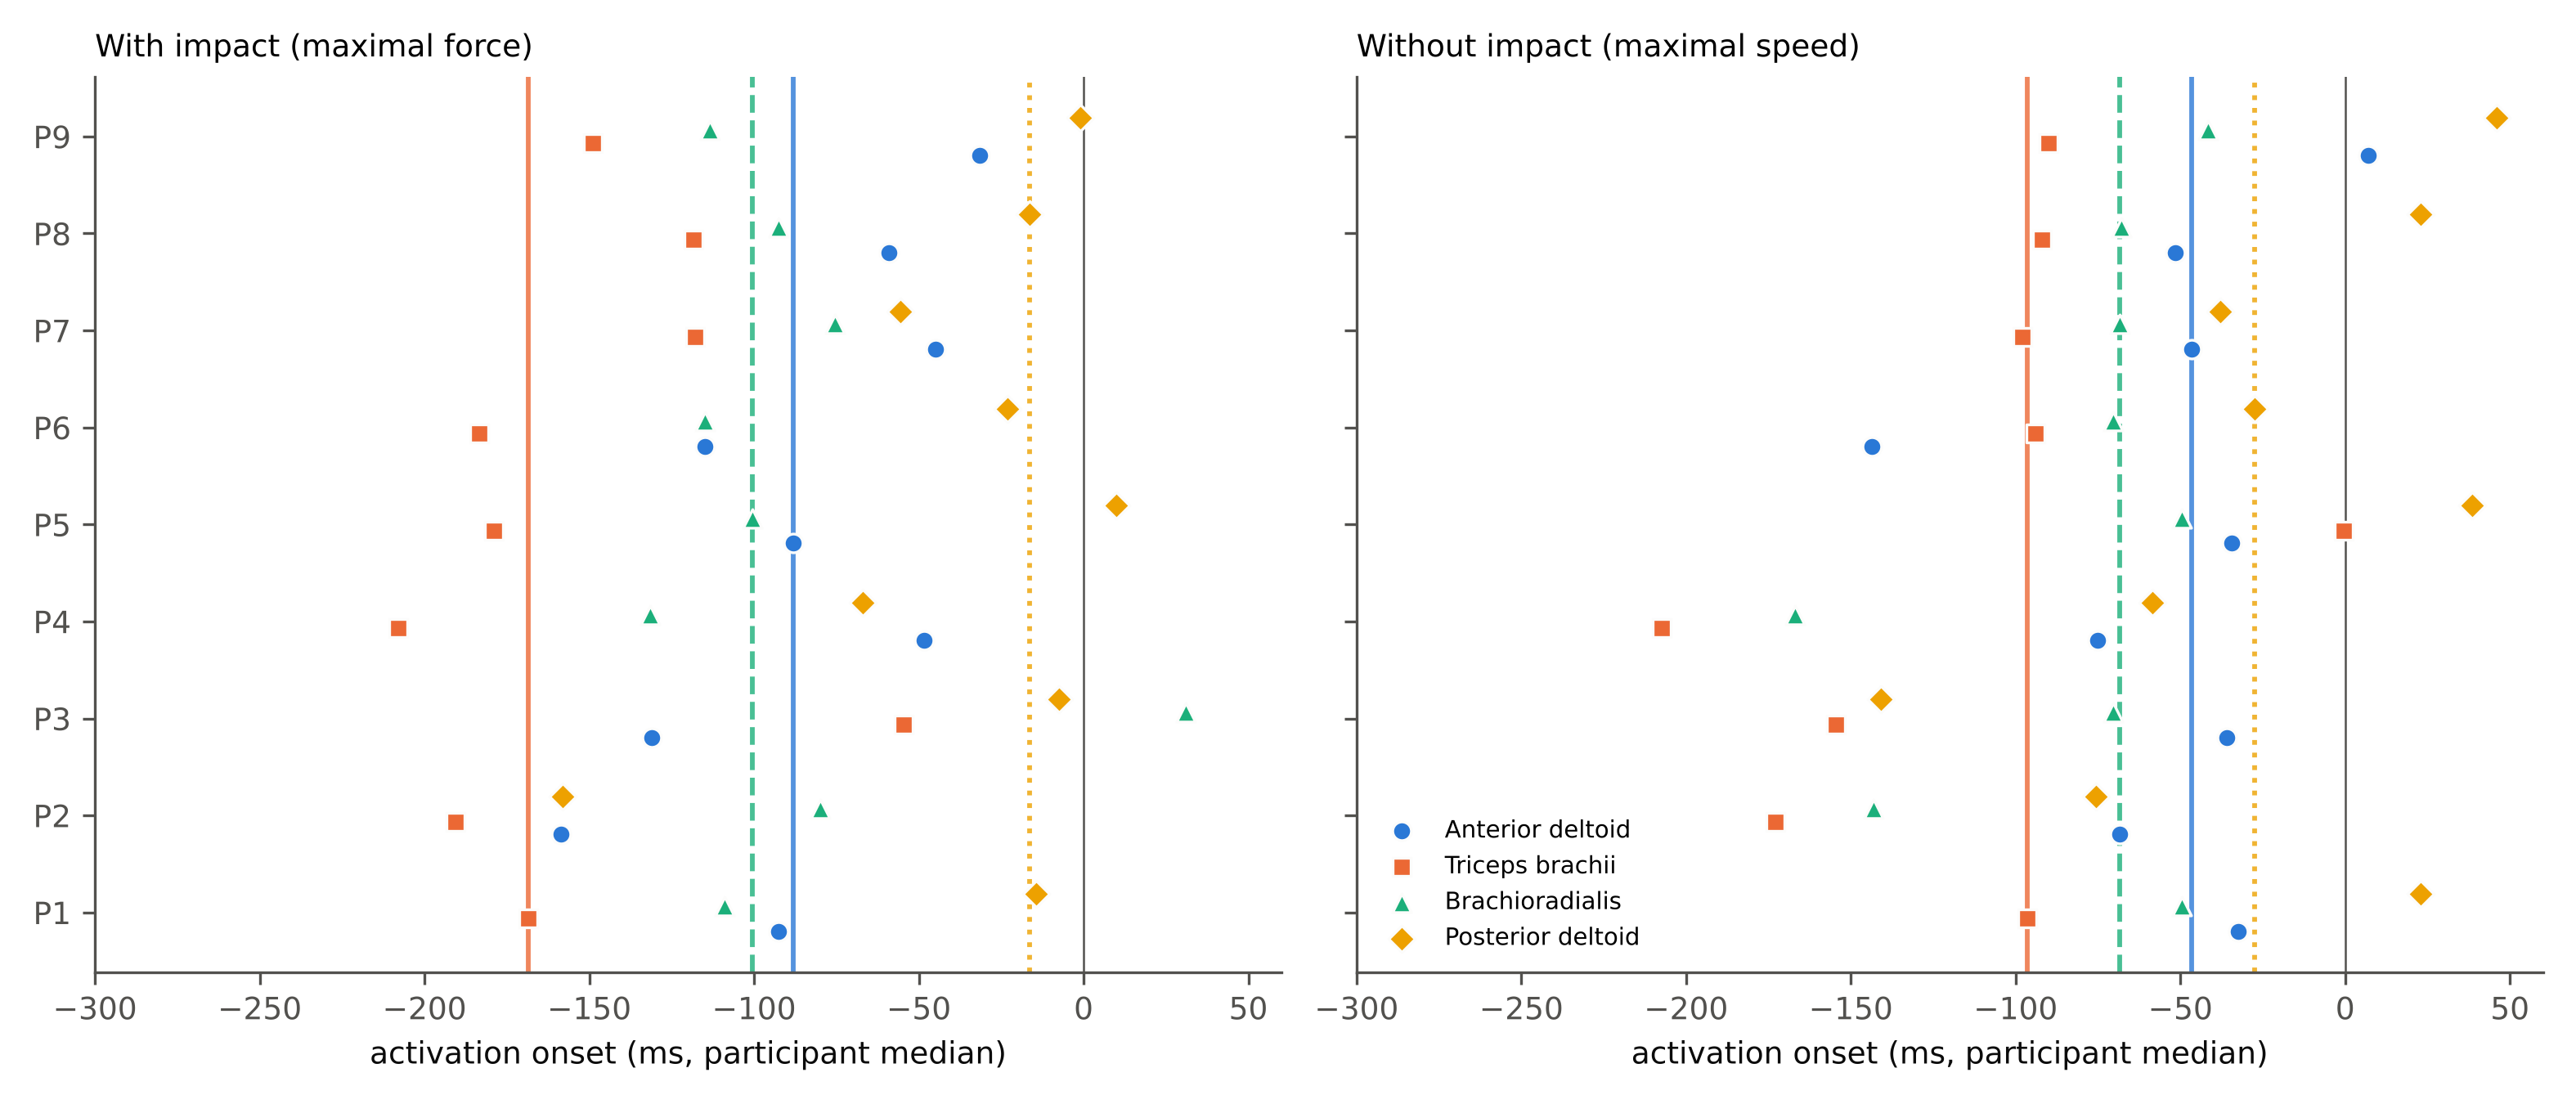 With impact (maximal force)
P9
P8
P7
P6
P5
P4
P3
P2
P1
−300 −250 −200 −150 −100 −50 0 50
activation onset (ms, participant median)
Without impact (maximal speed)
Anterior deltoid
Triceps brachii
Brachioradialis
Posterior deltoid
−300 −250 −200 −150 −100 −50 0 50
activation onset (ms, participant median)